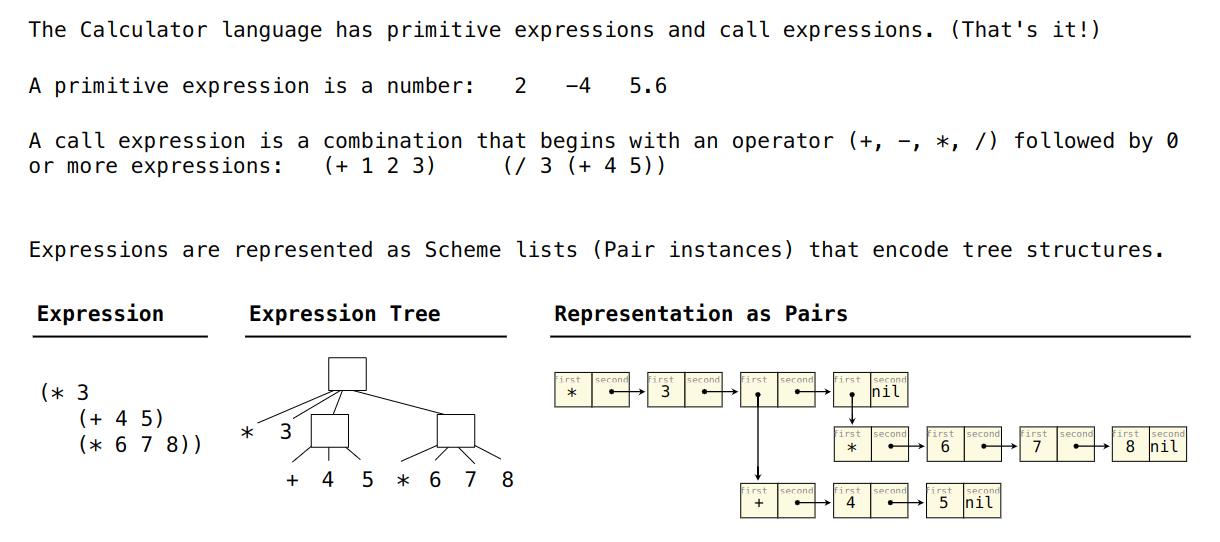 The Calculator language has primitive expressions and call expressions. (That's it!)
A primitive expression is a number: 2 −4 5.6
A call expression is a combination that begins with an operator (+, −, *, /) followed by 0
or more expressions: (+ 1 2 3) (/ 3 (+ 4 5))
Expressions are represented as Scheme lists (Pair instances) that encode tree structures.
Expression Expression Tree Representation as Pairs
(* 3
(+ 4 5)
(* 6 7 8))
* 3
+ 4 5 * 6 7 8
first second first second first second first second
* 3 nil
first second first second first second first second
* 6 7 8 nil
first second first second first second
+ 4 5 nil